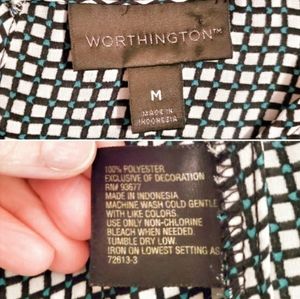 WORTHINGTON™
M
MADE IN
INDONESIA
100% POLYESTER
EXCLUSIVE OF DECORATION
RN# 93677
MADE IN INDONESIA
MACHINE WASH COLD GENTLE
WITH LIKE COLORS.
USE ONLY NON-CHLORINE
BLEACH WHEN NEEDED.
TUMBLE DRY LOW.
IRON ON LOWEST SETTING AS
72613-3